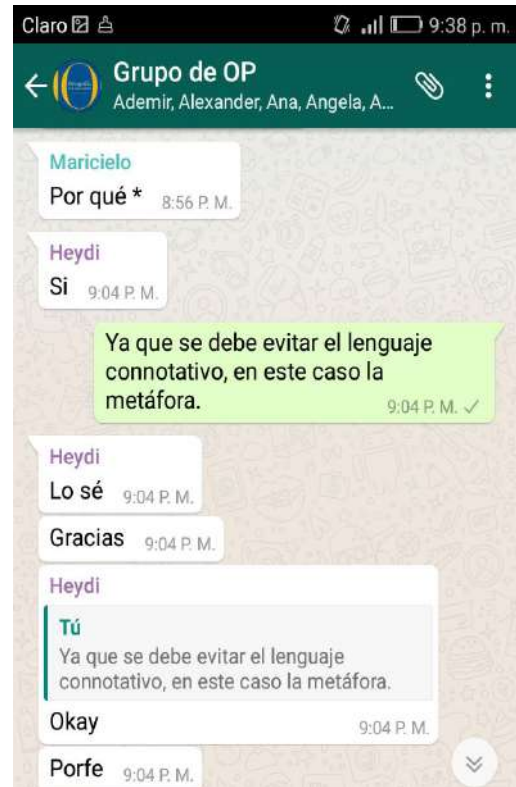 Claro 9:38 p. m.
Grupo de OP
Ademir, Alexander, Ana, Angela, A...
Maricielo
Por qué * 8:56 P. M.
Heydi
Si 9:04 P. M.
Ya que se debe evitar el lenguaje
connotativo, en este caso la
metáfora. 9:04 P. M.
Heydi
Lo sé 9:04 P. M.
Gracias 9:04 P. M.
Heydi
Tú
Ya que se debe evitar el lenguaje
connotativo, en este caso la metáfora.
Okay 9:04 P. M.
Porfe 9:04 P. M.